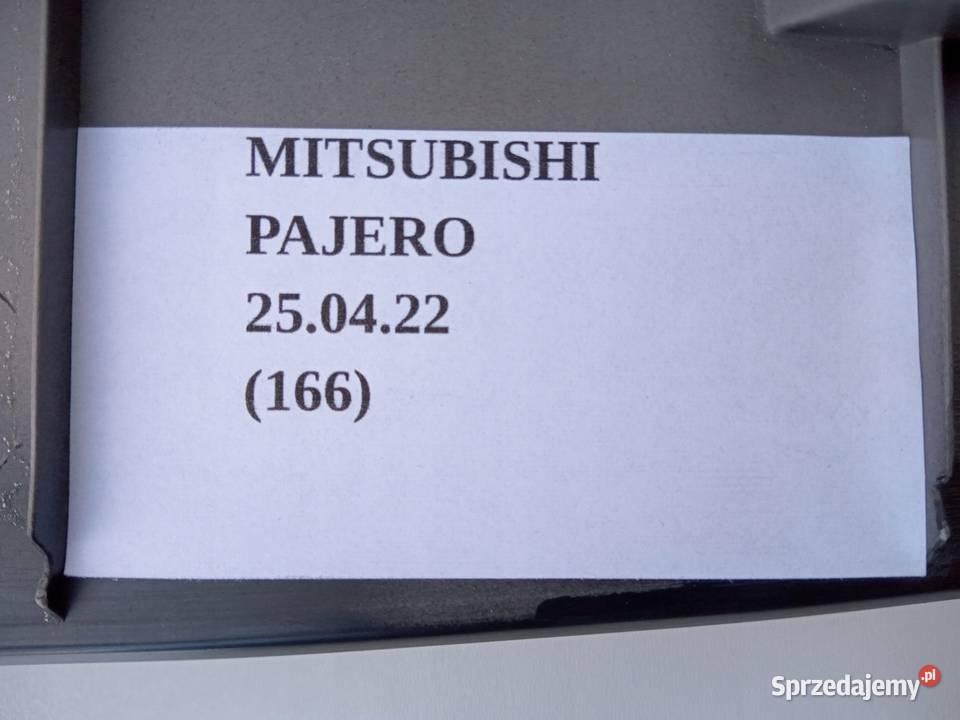 MITSUBISHI
PAJERO
25.04.22
(166)
Sprzedajemy.pl